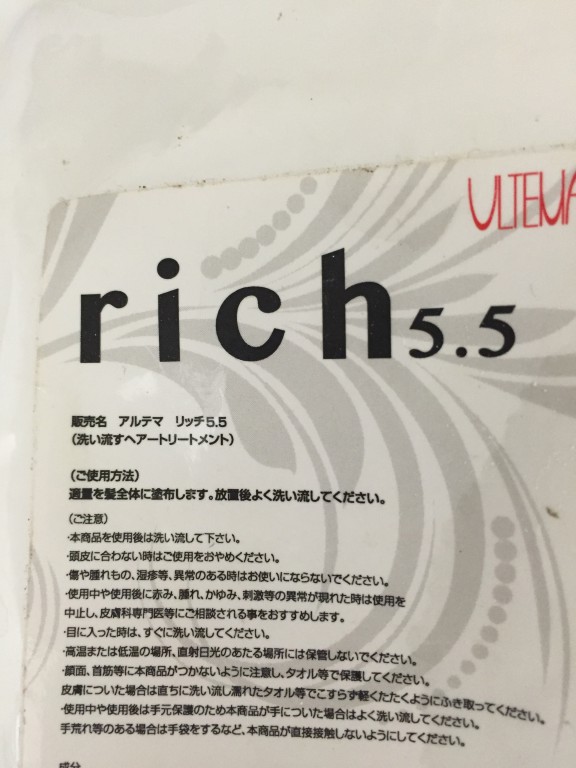 ULTEMA
rich5.5
販売名 アルテマ リッチ5.5
(洗い流すヘアートリートメント)
(ご使用方法)
適量を髪全体に塗布します。放置後よく洗い流してください。
(ご注意)
・本商品を使用後は洗い流して下さい。
・頭皮に合わない時はご使用をおやめください。
・傷や腫れもの、湿疹等、異常のある時はお使いにならないでください。
・使用中や使用後に赤み、腫れ、かゆみ、刺激等の異常が現れた時は使用を
中止し、皮膚科専門医等にご相談される事をおすすめします。
・目に入った時は、すぐに洗い流してください。
・高温または低温の場所、直射日光のあたる場所には保管しないでください。
・顔面、首筋等に本商品がつかないように注意し、タオル等で保護してください。
皮膚についた場合は直ちに洗い流し濡れたタオル等でこすらず軽くたたくようにふき取ってください。
・使用中や使用後は手元保護のため本商品が手についた場合はよく洗い流してください。
手荒れ等のある場合は手袋をするなど、本商品が直接接触しないようにしてください。
成分